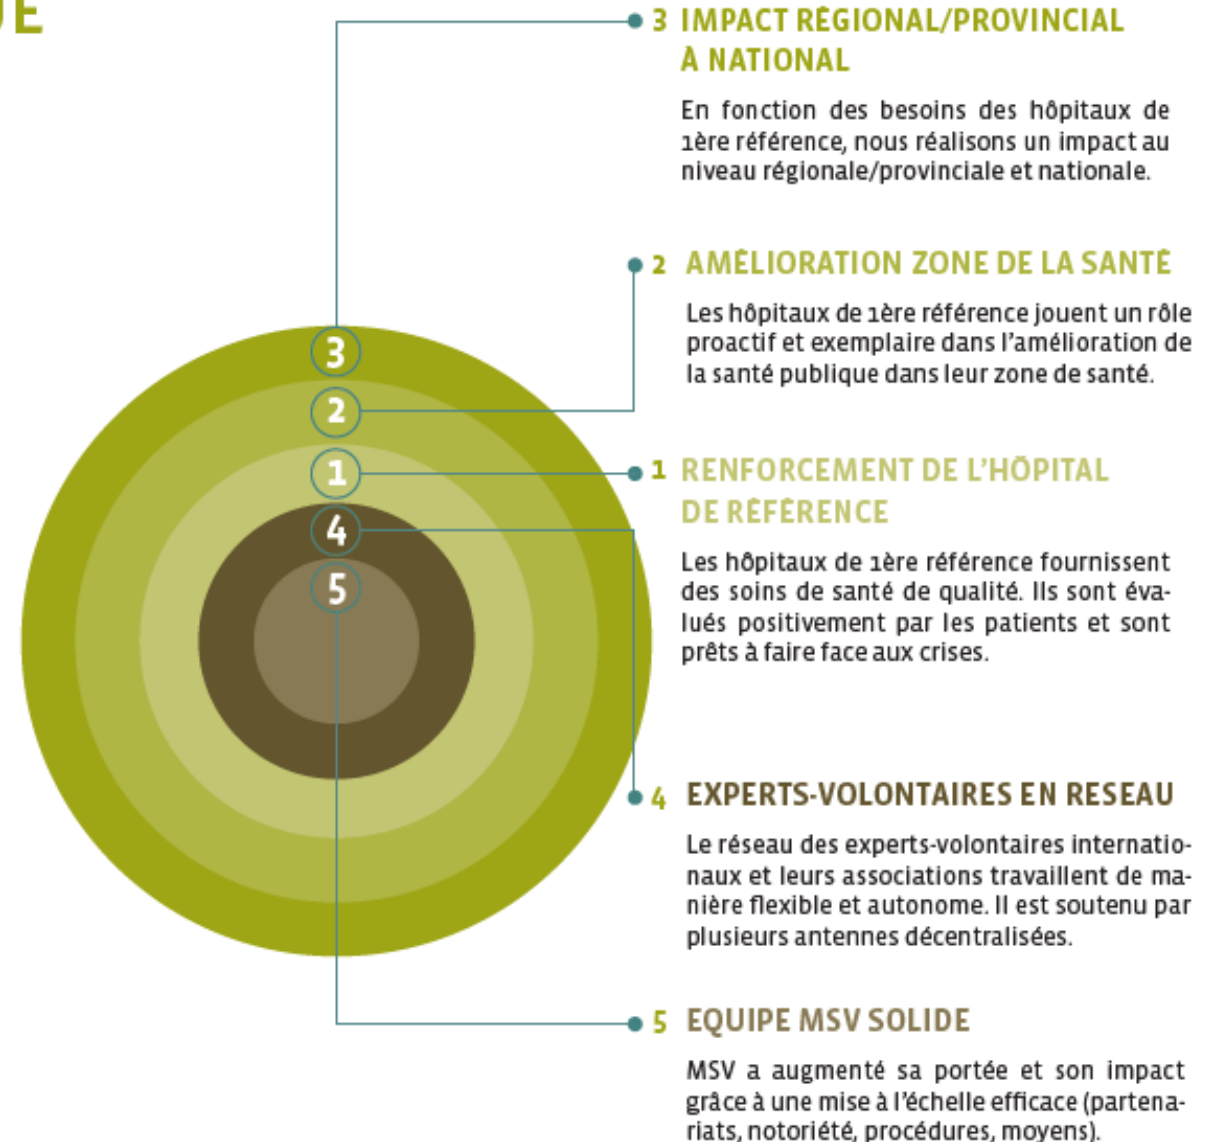 UE
3 IMPACT RÉGIONAL/PROVINCIAL
À NATIONAL
En fonction des besoins des hôpitaux de
1ère référence, nous réalisons un impact au
niveau régionale/provinciale et nationale.
2 AMÉLIORATION ZONE DE LA SANTÉ
Les hôpitaux de 1ère référence jouent un rôle
proactif et exemplaire dans l'amélioration de
la santé publique dans leur zone de santé.
1 RENFORCEMENT DE L'HÔPITAL
DE RÉFÉRENCE
Les hôpitaux de 1ère référence fournissent
des soins de santé de qualité. Ils sont éva-
lués positivement par les patients et sont
prêts à faire face aux crises.
4 EXPERTS-VOLONTAIRES EN RESEAU
Le réseau des experts-volontaires internatio-
naux et leurs associations travaillent de ma-
nière flexible et autonome. Il est soutenu par
plusieurs antennes décentralisées.
5 EQUIPE MSV SOLIDE
MSV a augmenté sa portée et son impact
grâce à une mise à l'échelle efficace (partena-
riats, notoriété, procédures, moyens).
3
2
1
4
5